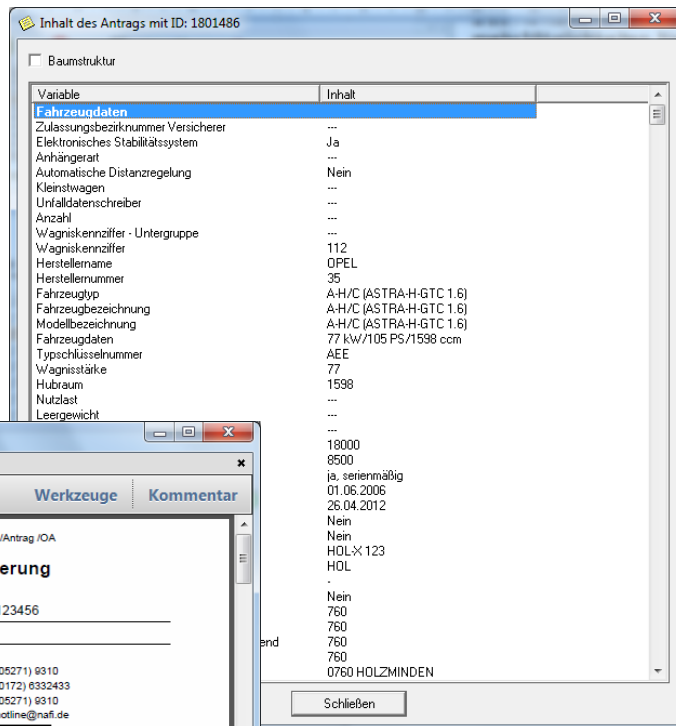 Inhalt des Antrags mit ID: 1801486
Baumstruktur
Variable Inhalt
Fahrzeugdaten
Zulassungsbezirknummer Versicherer ---
Elektronisches Stabilitätssystem Ja
Anhängerart ---
Automatische Distanzregelung Nein
Kleinstwagen ---
Unfalldatenschreiber ---
Anzahl ---
Wagniskennziffer - Untergruppe ---
Wagniskennziffer 112
Herstellername OPEL
Herstellernummer 35
Fahrzeugtyp A-H/C (ASTRA-H-GTC 1.6)
Fahrzeugbezeichnung A-H/C (ASTRA-H-GTC 1.6)
Modellbezeichnung A-H/C (ASTRA-H-GTC 1.6)
Fahrzeugdaten 77 kW/105 PS/1598 ccm
Typschlüsselnummer AEE
Wagnisstärke 77
Hubraum 1598
Nutzlast ---
Leergewicht ---
---
18000
8500
ja, serienmäßig
01.06.2006
26.04.2012
Nein
Nein
HOL-X 123
HOL
-
Nein
760
760
end 760
760
0760 HOLZMINDEN
Schließen
Werkzeuge Kommentar
/Antrag /OA
erung
123456
05271) 9310
0172) 6332433
05271) 9310
otline@nafi.de